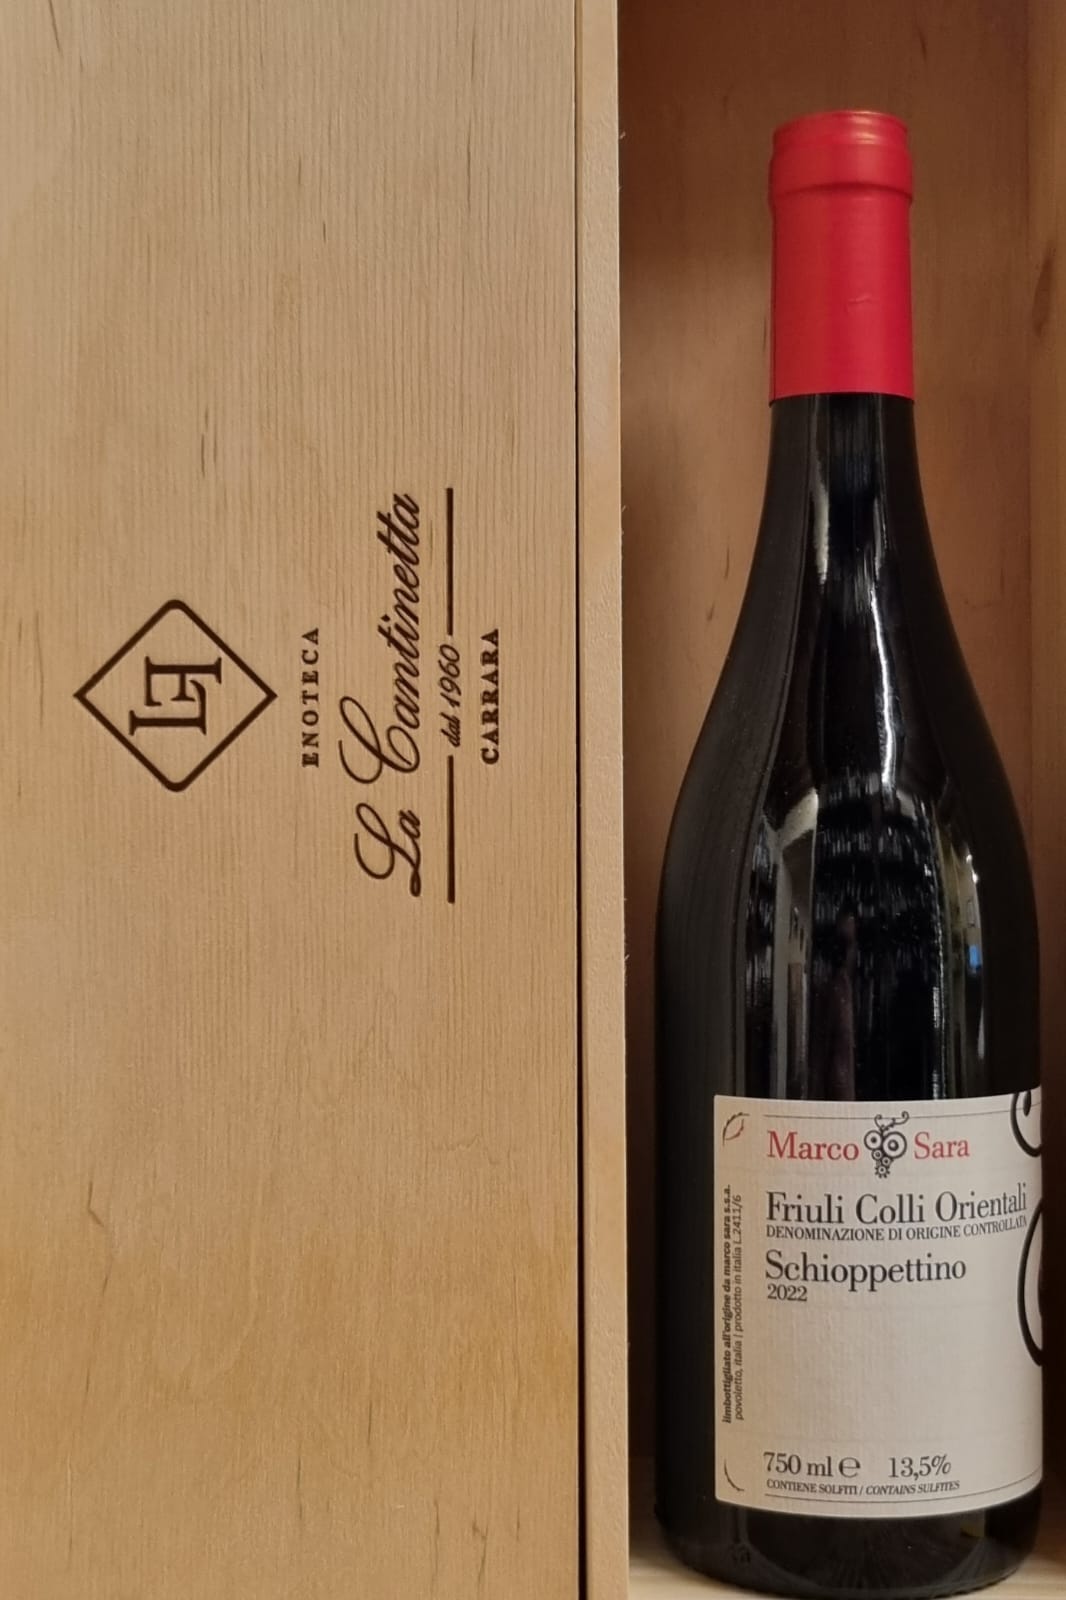 LE
ENOTECA
La Cantinetta
dal 1960
CARRARA
Marco Sara
Friuli Colli Orientali
DENOMINAZIONE DI ORIGINE CONTROLLATA
Schioppettino
2022
imbottigliato all'origine da marco sara s.s.a.
povoletto, italia | prodotto in italia L.2411/6
750 ml e 13,5%
CONTIENE SOLFITI / CONTAINS SULFITES